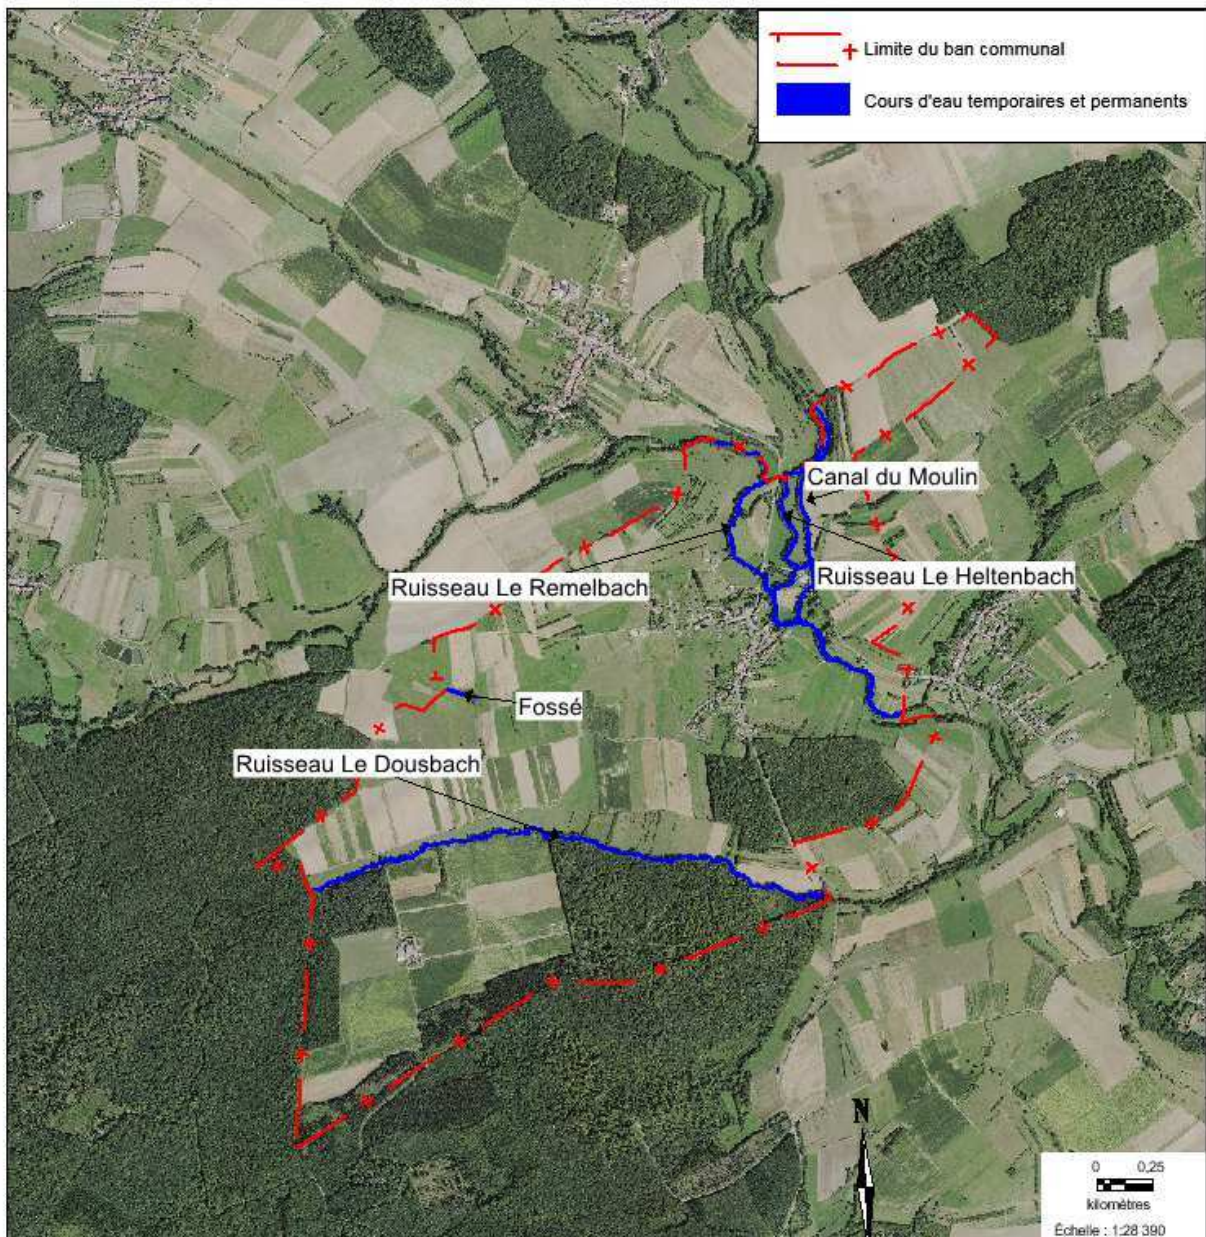 Limite du ban communal
Cours d'eau temporaires et permanents
Canal du Moulin
Ruisseau Le Remelbach
Ruisseau Le Heltenbach
Fossé
Ruisseau Le Dousbach
N
0 0,25
kilomètres
Échelle : 1:28 390